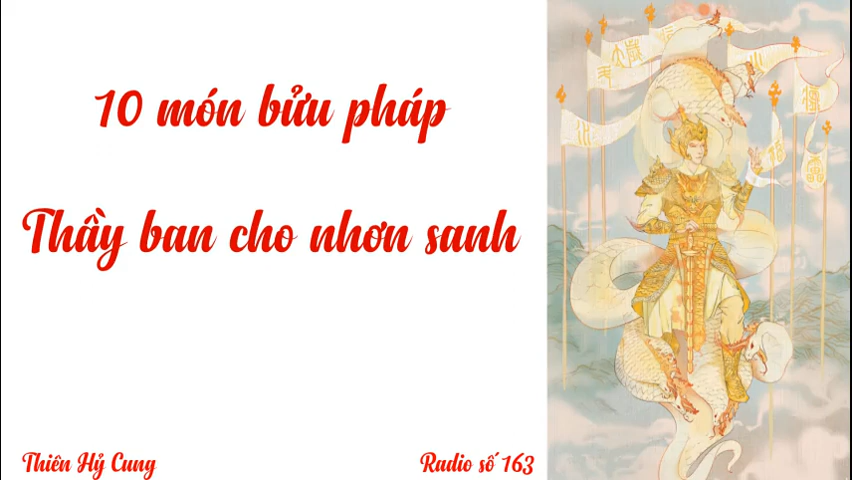 10 món bửu pháp
Thầy ban cho nhơn sanh
Thiên Hỷ Cung
Radio số 163